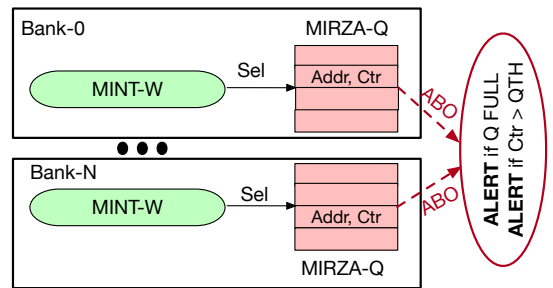 Bank-0
MIRZA-Q
MINT-W
Sel
Addr, Ctr
ABO
Bank-N
MINT-W
Sel
Addr, Ctr
ABO
MIRZA-Q
ALERT if Q FULL
ALERT if Ctr > QTH